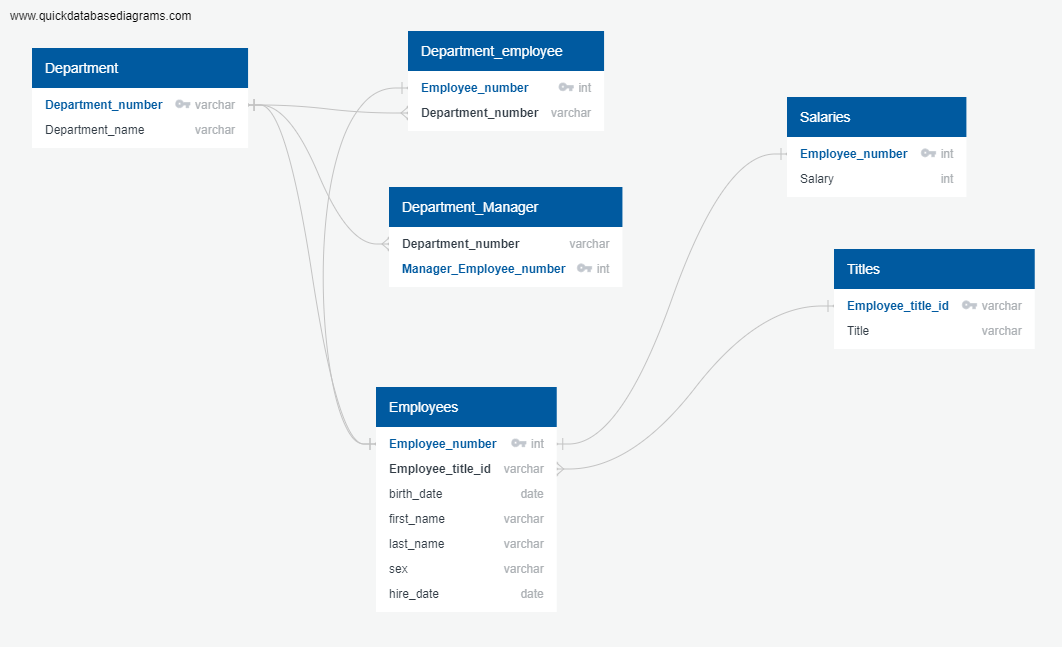 www.quickdatabasediagrams.com
Department
Department_number varchar
Department_name varchar
Department_employee
Employee_number int
Department_number varchar
Department_Manager
Department_number varchar
Manager_Employee_number int
Salaries
Employee_number int
Salary int
Titles
Employee_title_id varchar
Title varchar
Employees
Employee_number int
Employee_title_id varchar
birth_date date
first_name varchar
last_name varchar
sex varchar
hire_date date